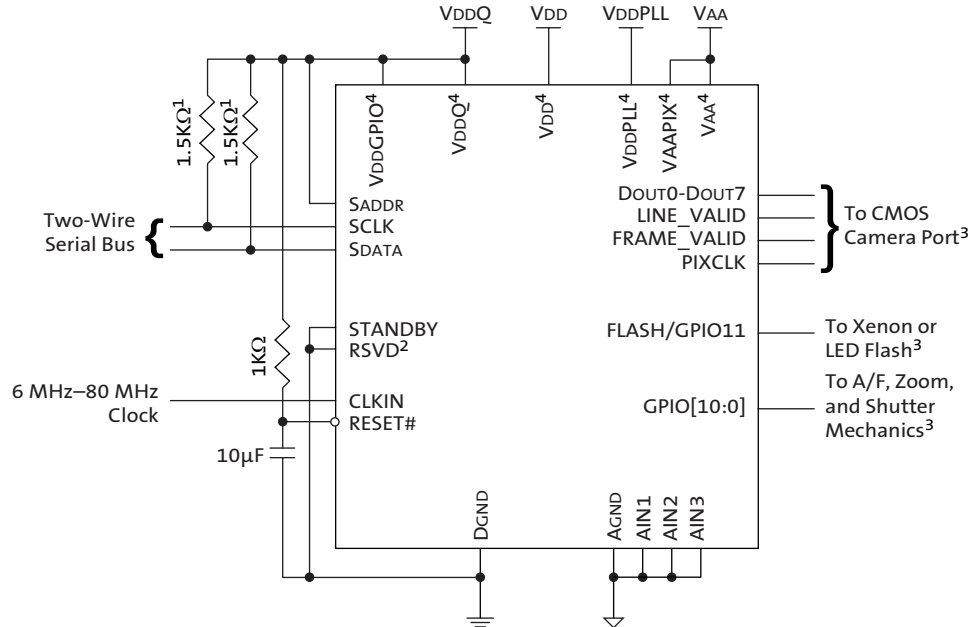 VDDQ VDD VDDPLL VAA
1.5KΩ1
1.5KΩ1
VDDGPIO4
VDDQ4
VDD4
VDDPLL4
VAAPIX4
VAA4
Two-Wire
Serial Bus
SADDR
SCLK
SDATA
DOUT0-DOUT7
LINE_VALID
FRAME_VALID
PIXCLK
To CMOS
Camera Port3
1KΩ
STANDBY
RSVD2
FLASH/GPIO11
To Xenon or
LED Flash3
6 MHz–80 MHz
Clock
CLKIN
RESET#
GPIO[10:0]
To A/F, Zoom,
and Shutter
Mechanics3
10µF
DGND
AGND
AIN1
AIN2
AIN3